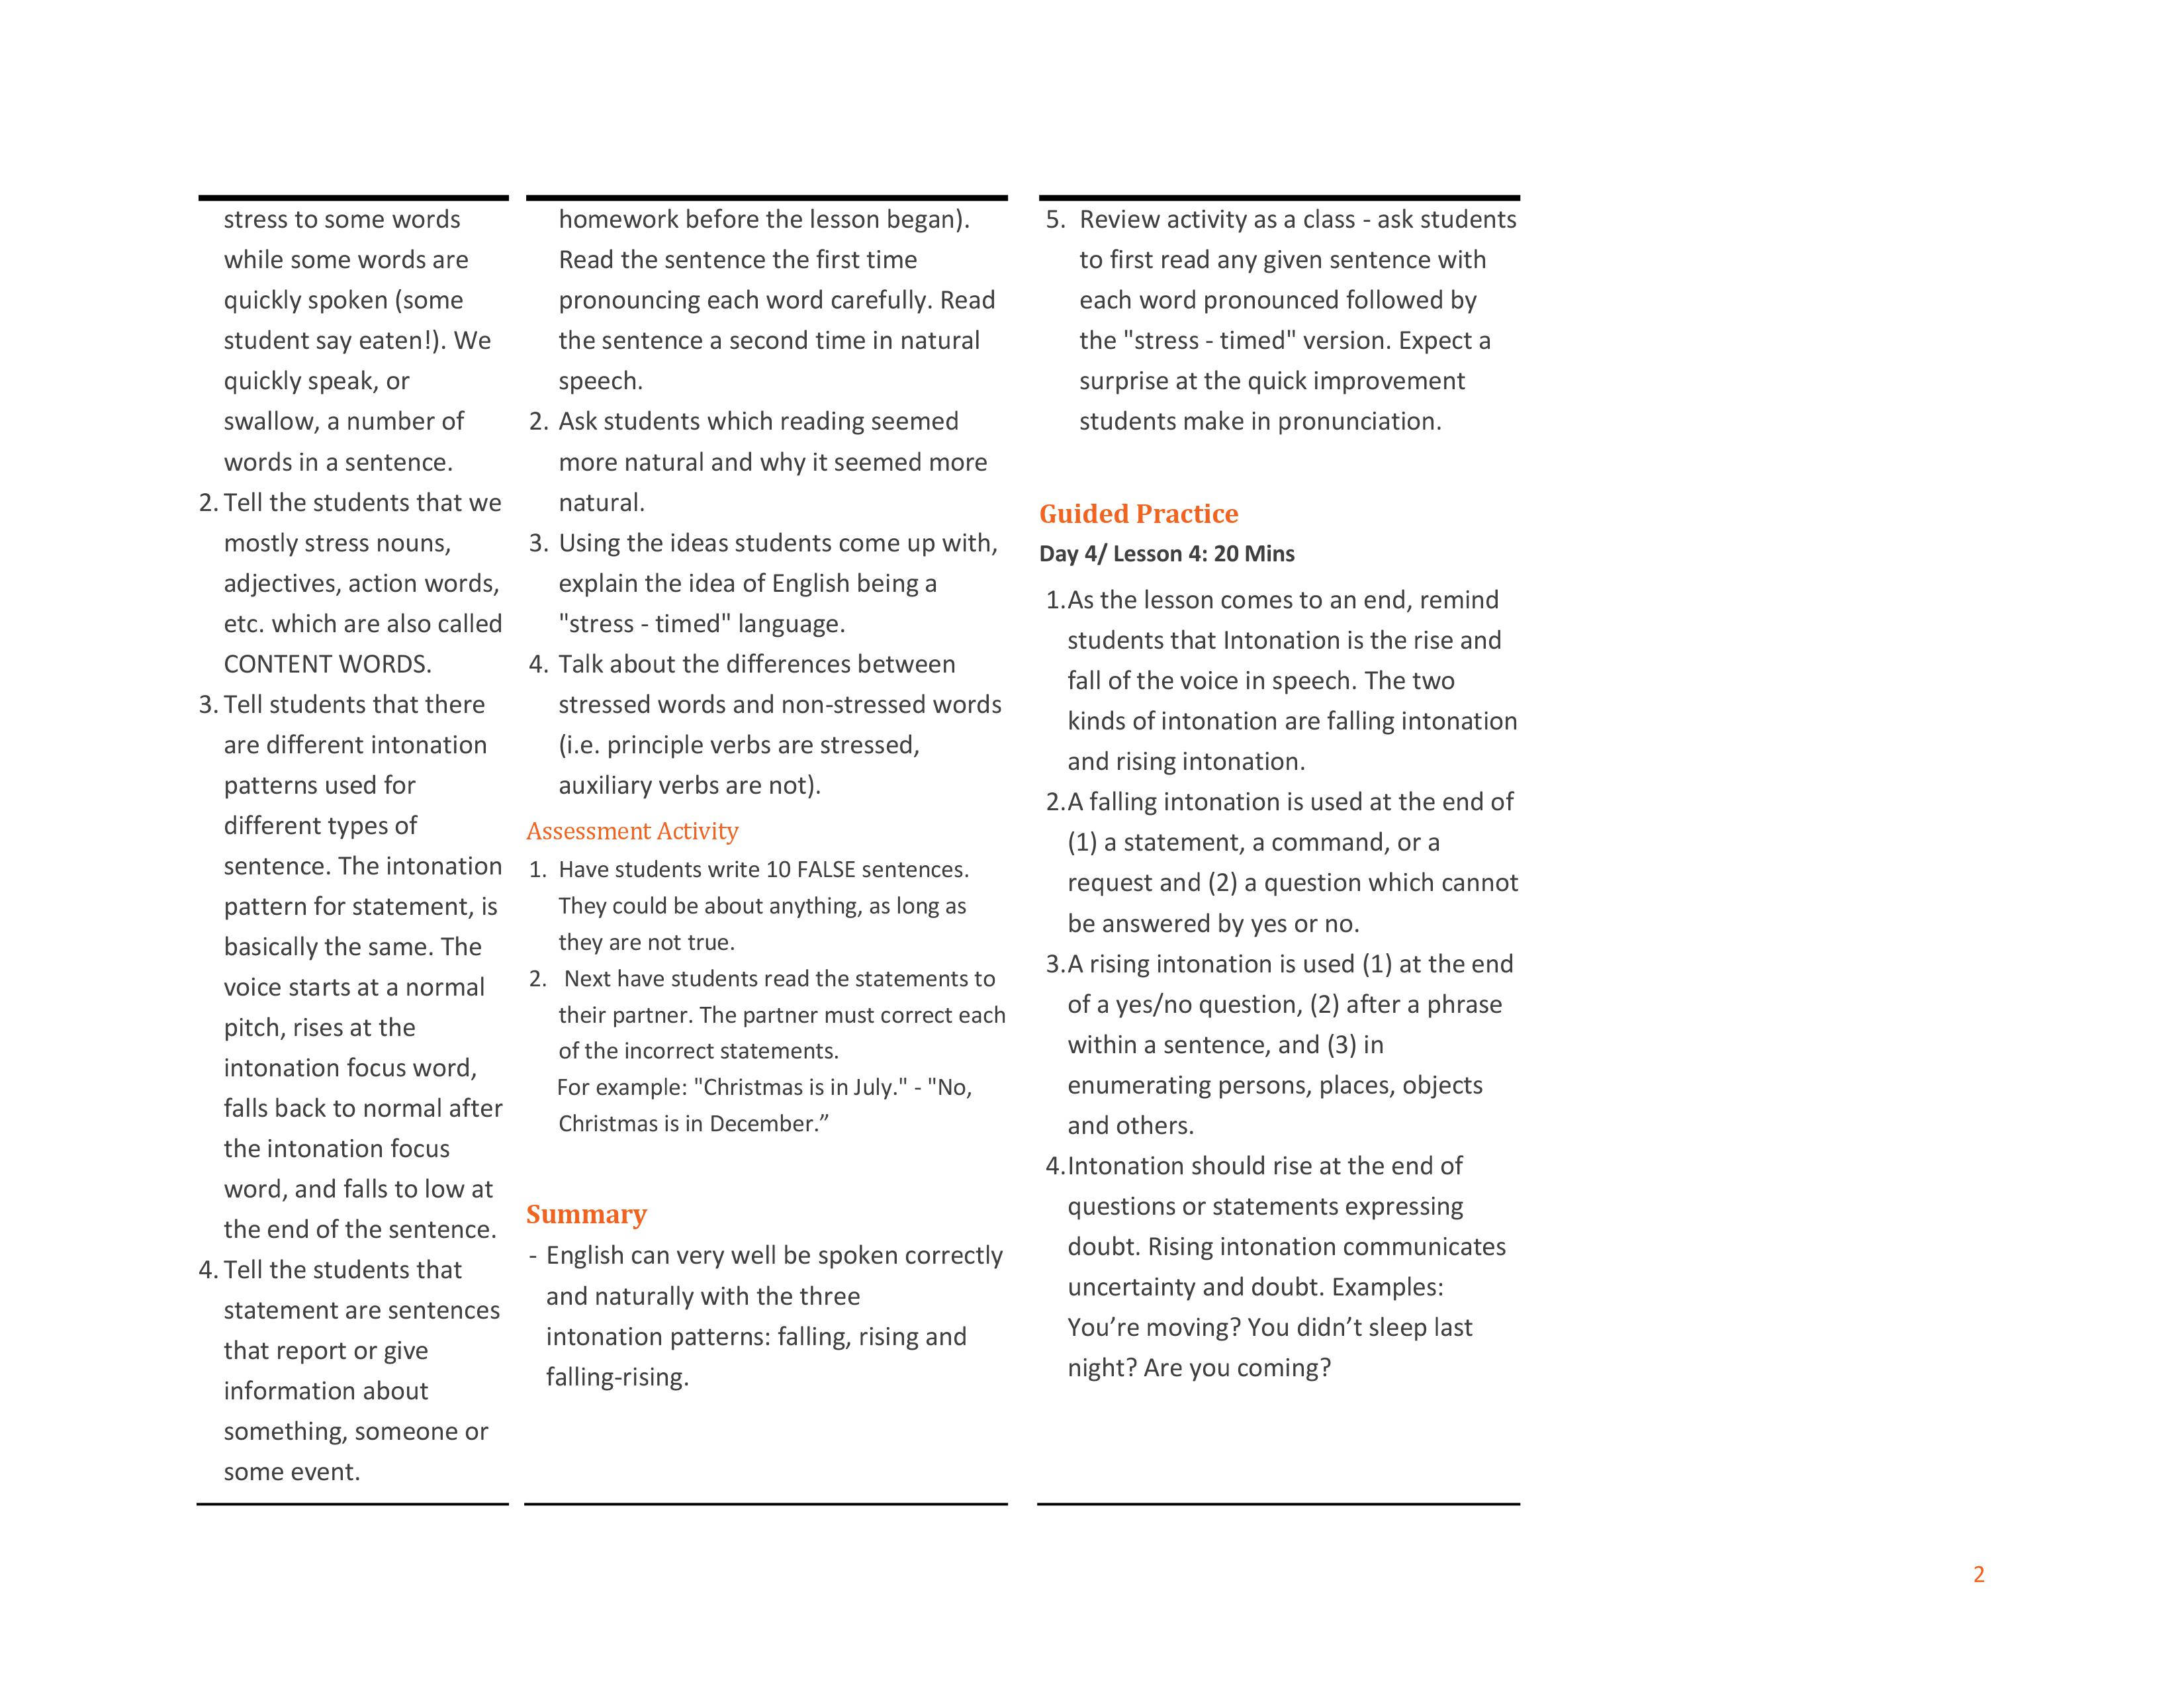 stress to some words
while some words are
quickly spoken (some
student say eaten!). We
quickly speak, or
swallow, a number of
words in a sentence.
2. Tell the students that we
mostly stress nouns,
adjectives, action words,
etc. which are also called
CONTENT WORDS.
3. Tell students that there
are different intonation
patterns used for
different types of
sentence. The intonation
pattern for statement, is
basically the same. The
voice starts at a normal
pitch, rises at the
intonation focus word,
falls back to normal after
the intonation focus
word, and falls to low at
the end of the sentence.
4. Tell the students that
statement are sentences
that report or give
information about
something, someone or
some event.
homework before the lesson began).
Read the sentence the first time
pronouncing each word carefully. Read
the sentence a second time in natural
speech.
2. Ask students which reading seemed
more natural and why it seemed more
natural.
3. Using the ideas students come up with,
explain the idea of English being a
"stress - timed" language.
4. Talk about the differences between
stressed words and non-stressed words
(i.e. principle verbs are stressed,
auxiliary verbs are not).
Assessment Activity
1. Have students write 10 FALSE sentences.
They could be about anything, as long as
they are not true.
2. Next have students read the statements to
their partner. The partner must correct each
of the incorrect statements.
For example: "Christmas is in July." - "No,
Christmas is in December.”
Summary
- English can very well be spoken correctly
and naturally with the three
intonation patterns: falling, rising and
falling-rising.
5. Review activity as a class - ask students
to first read any given sentence with
each word pronounced followed by
the "stress - timed" version. Expect a
surprise at the quick improvement
students make in pronunciation.
Guided Practice
Day 4/ Lesson 4: 20 Mins
1.As the lesson comes to an end, remind
students that Intonation is the rise and
fall of the voice in speech. The two
kinds of intonation are falling intonation
and rising intonation.
2.A falling intonation is used at the end of
(1) a statement, a command, or a
request and (2) a question which cannot
be answered by yes or no.
3.A rising intonation is used (1) at the end
of a yes/no question, (2) after a phrase
within a sentence, and (3) in
enumerating persons, places, objects
and others.
4.Intonation should rise at the end of
questions or statements expressing
doubt. Rising intonation communicates
uncertainty and doubt. Examples:
You’re moving? You didn’t sleep last
night? Are you coming?
2